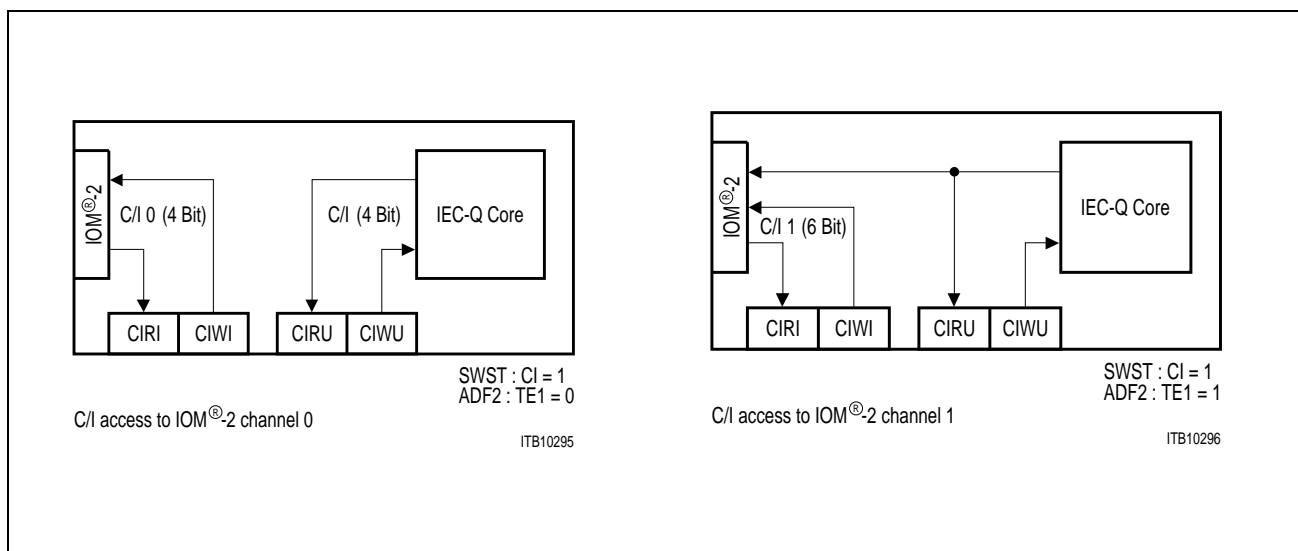 IOM®-2
C/I 0 (4 Bit)
C/I (4 Bit)
IEC-Q Core
CIRI
CIWI
CIRU
CIWU
SWST : CI = 1
ADF2 : TE1 = 0
C/I access to IOM®-2 channel 0
ITB10295
IOM®-2
C/I 1 (6 Bit)
IEC-Q Core
CIRI
CIWI
CIRU
CIWU
SWST : CI = 1
ADF2 : TE1 = 1
C/I access to IOM®-2 channel 1
ITB10296